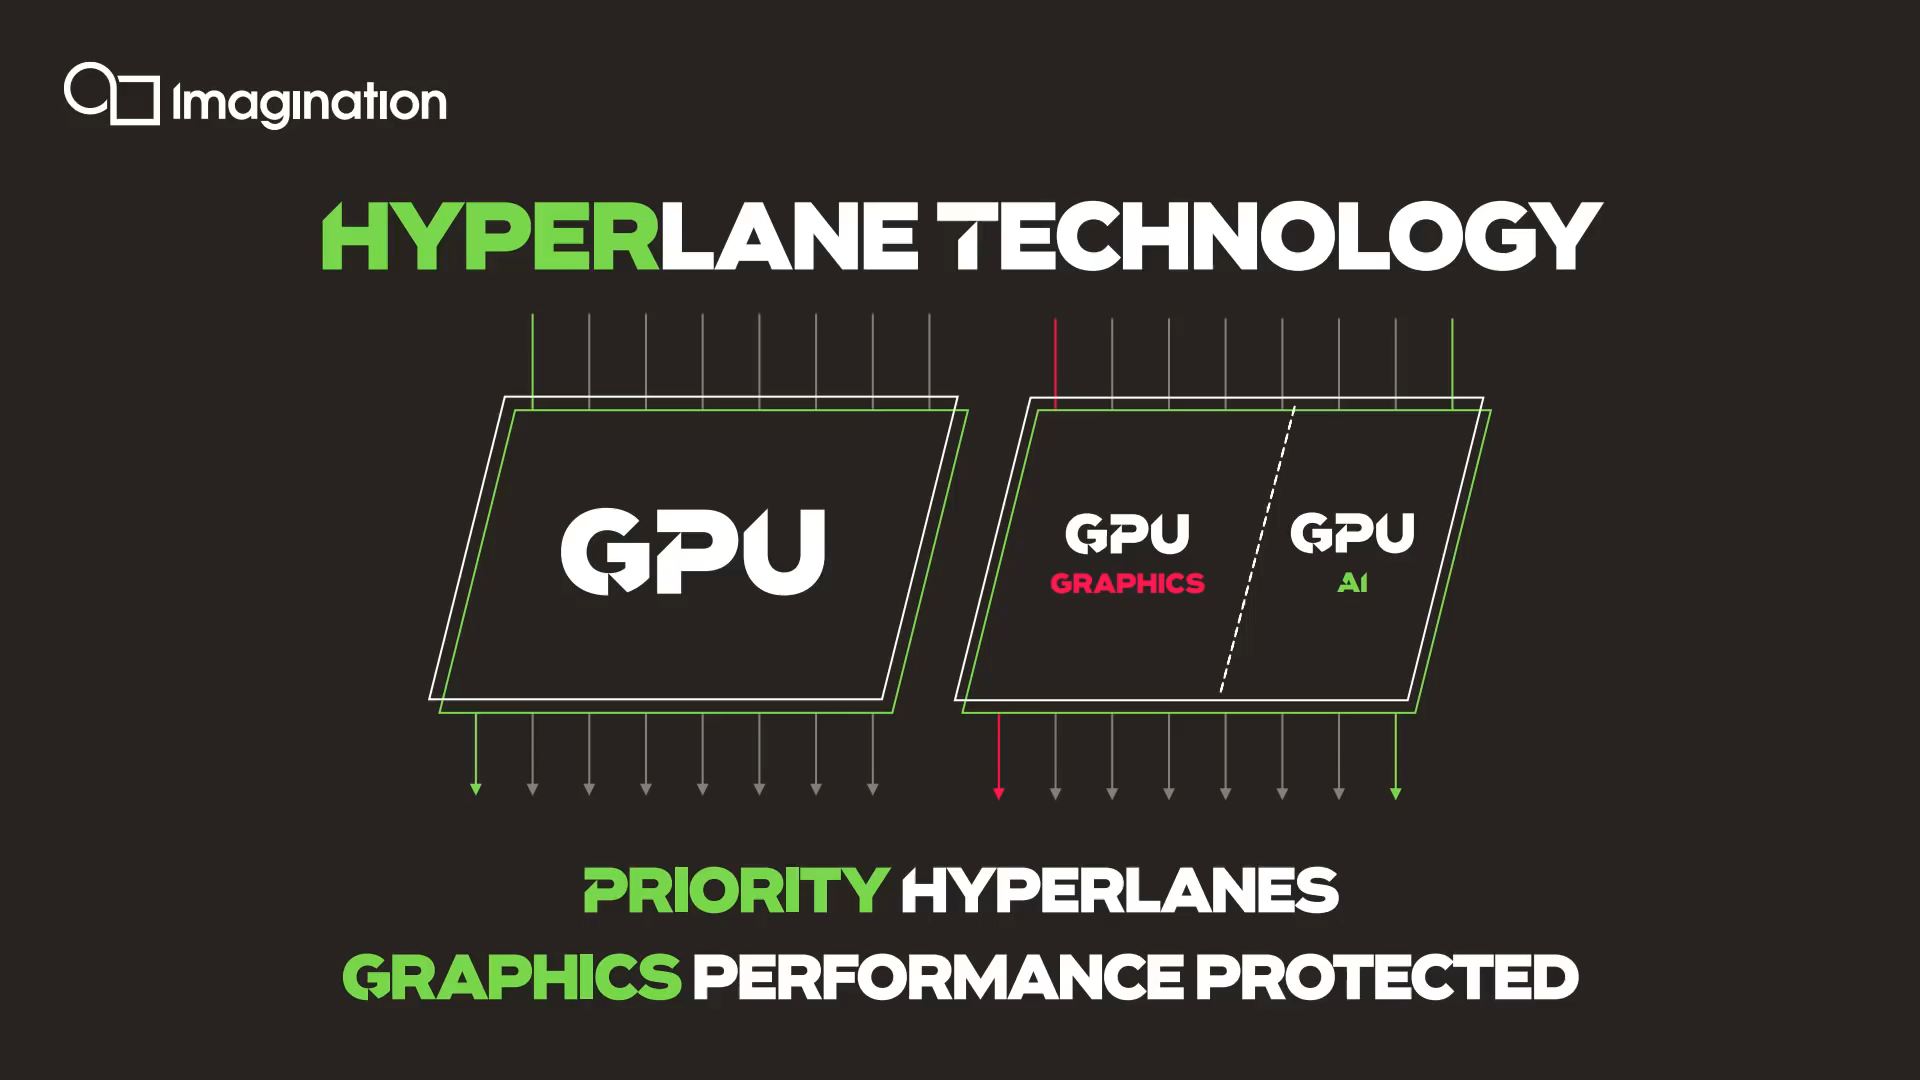 Imagination
HYPERLANE TECHNOLOGY
GPU
GPU
GRAPHICS
GPU
AI
PRIORITY HYPERLANES
GRAPHICS PERFORMANCE PROTECTED